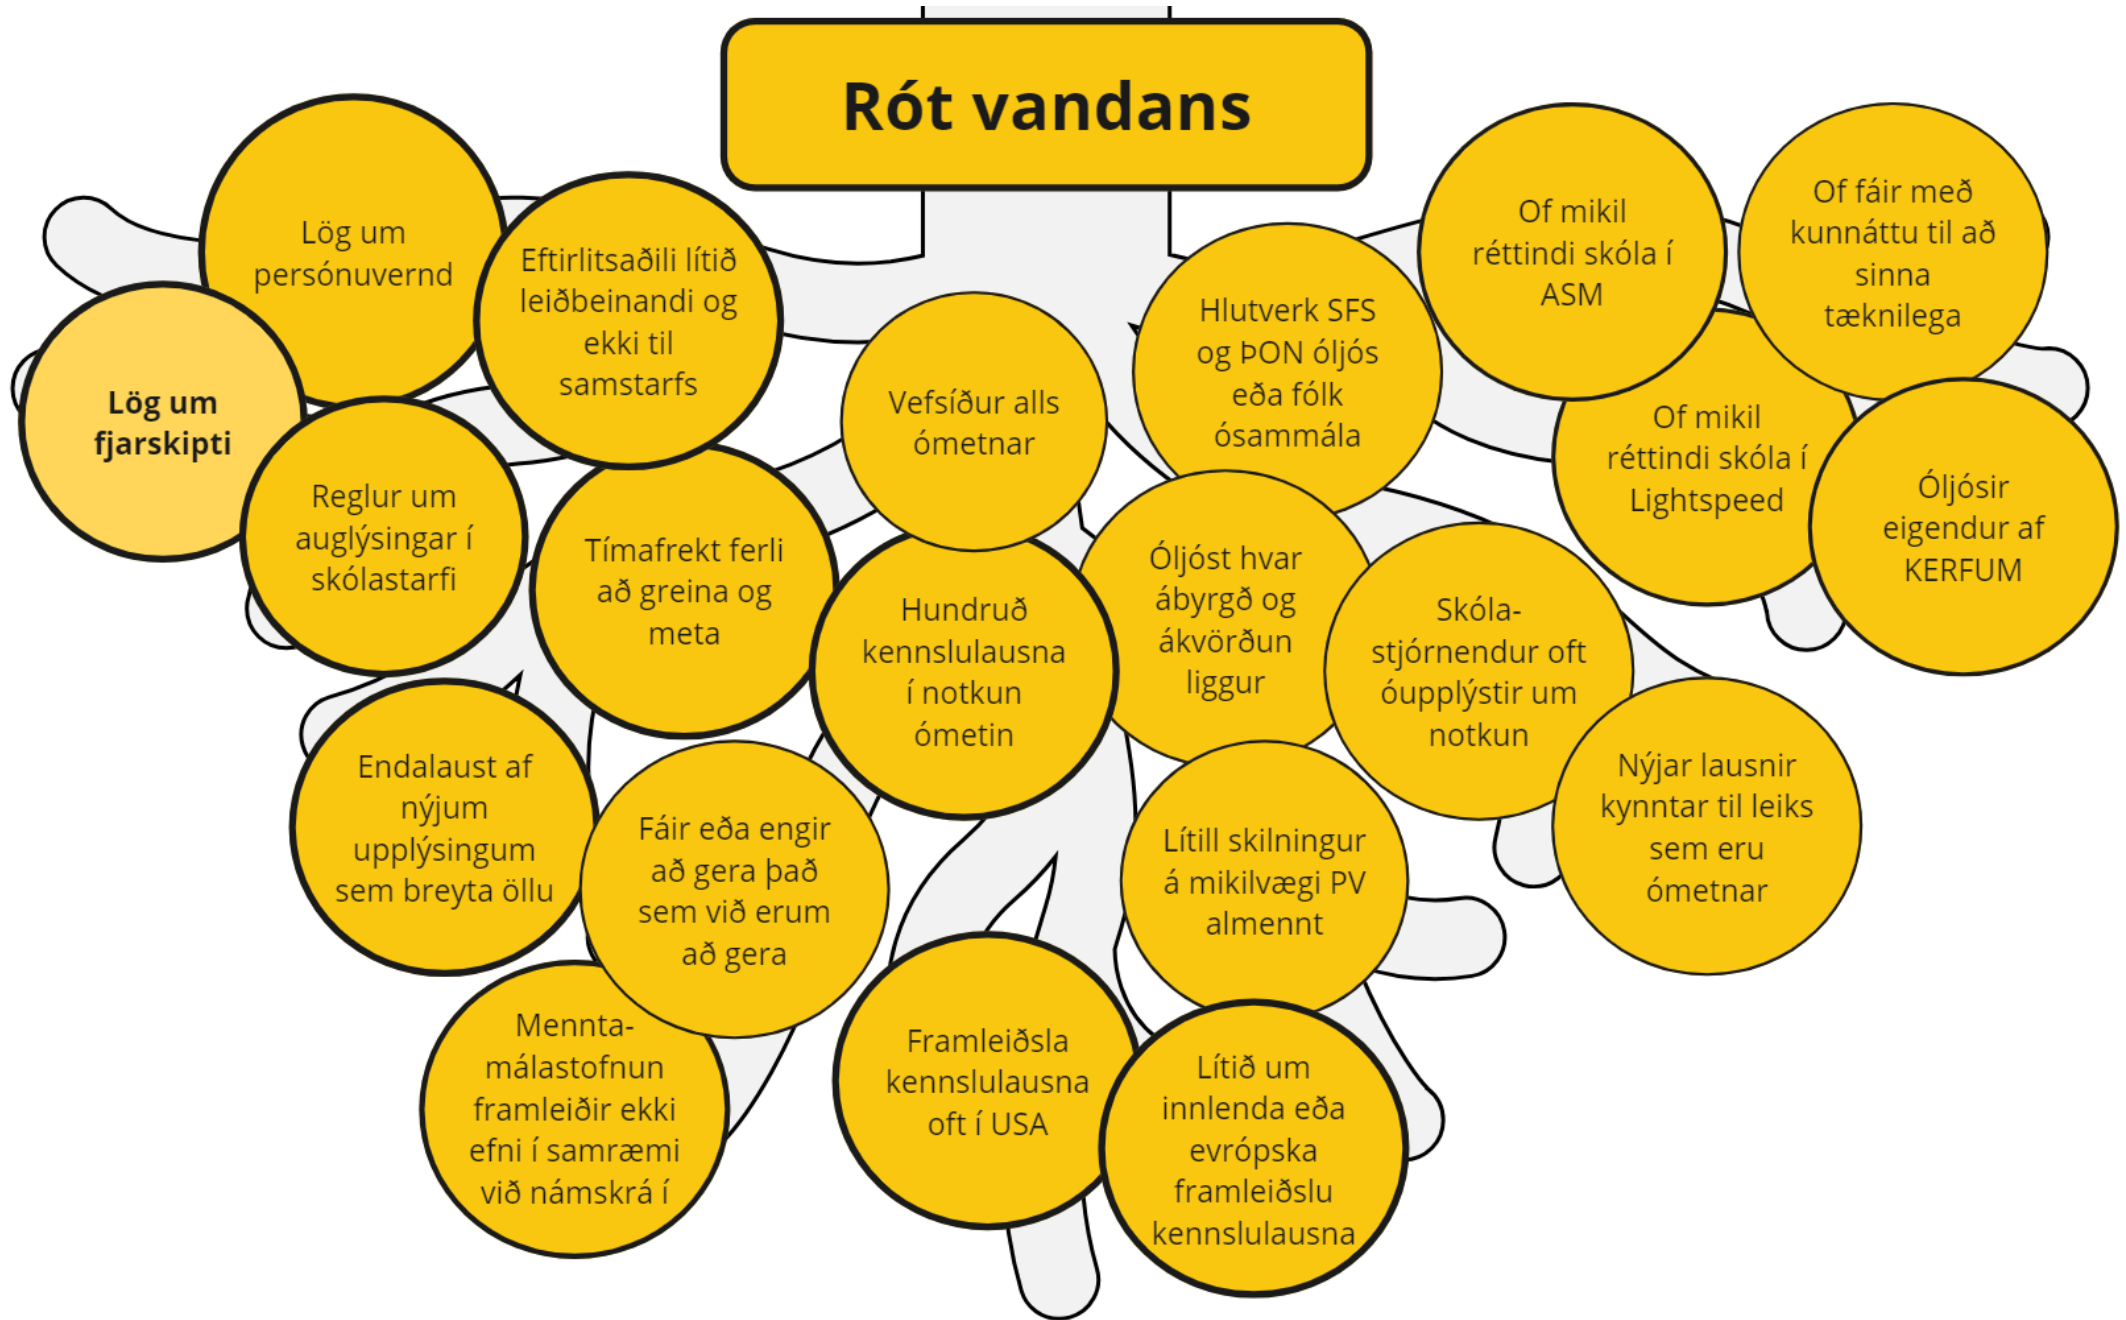 Rót vandans
Lög um
persónuvernd
Eftirlitsaðili lítið
leiðbeinandi og
ekki til
samstarfs
Lög um
fjarskipti
Reglur um
auglýsingar í
skólastarfi
Tímafrekt ferli
að greina og
meta
Vefsíður alls
ómetnar
Hundruð
kennslulausna
í notkun
ómetin
Hlutverk SFS
og ÞON óljós
eða fólk
ósammála
Of mikil
réttindi skóla í
ASM
Of fáir með
kunnáttu til að
sinna
tæknilega
Of mikil
réttindi skóla í
Lightspeed
Óljósir
eigendur af
KERFUM
Óljóst hvar
ábyrgð og
ákvörðun
liggur
Skóla-
stjórnendur oft
óupplýstir um
notkun
Nýjar lausnir
kynntar til leiks
sem eru
ómetnar
Endalaust af
nýjum
upplýsingum
sem breyta öllu
Fáir eða engir
að gera það
sem við erum
að gera
Lítill skilningur
á mikilvægi PV
almennt
Mennta-
málastofnun
framleiðir ekki
efni í samræmi
við námskrá í
Framleiðsla
kennslulausna
oft í USA
Lítið um
innlenda eða
evrópska
framleiðslu
kennslulausna